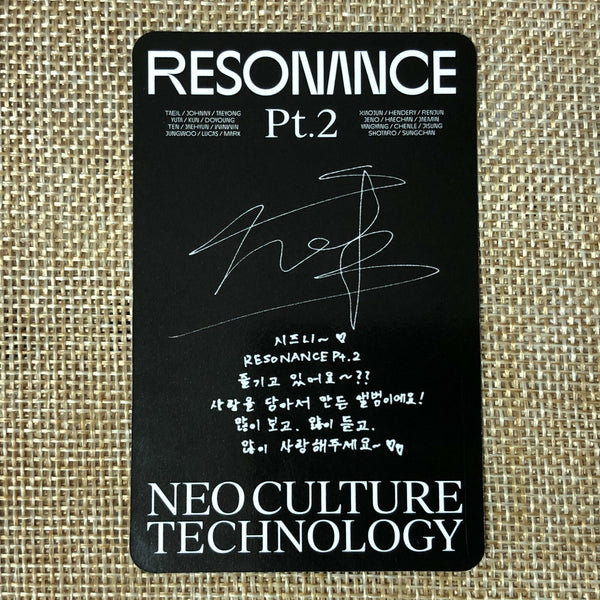 RESONANCE
Pt.2
TAEIL / JOHNNY / TAEYONG
YUTA / KUN / DOYOUNG
TEN / JAEHYUN / WINWIN
JUNGWOO / LUCAS / MARK
XIAOJUN / HENDERY / RENJUN
JENO / HAECHAN / JAEMIN
YANGYANG / CHENLE / JISUNG
SHOTARO / SUNGCHAN
시즈니~ ♡
RESONANCE Pt.2
즐기고 있어요~??
사랑을 담아서 만든 앨범이에요!
많이 보고. 많이 듣고.
많이 사랑해주세요~♡♡
NEO CULTURE
TECHNOLOGY